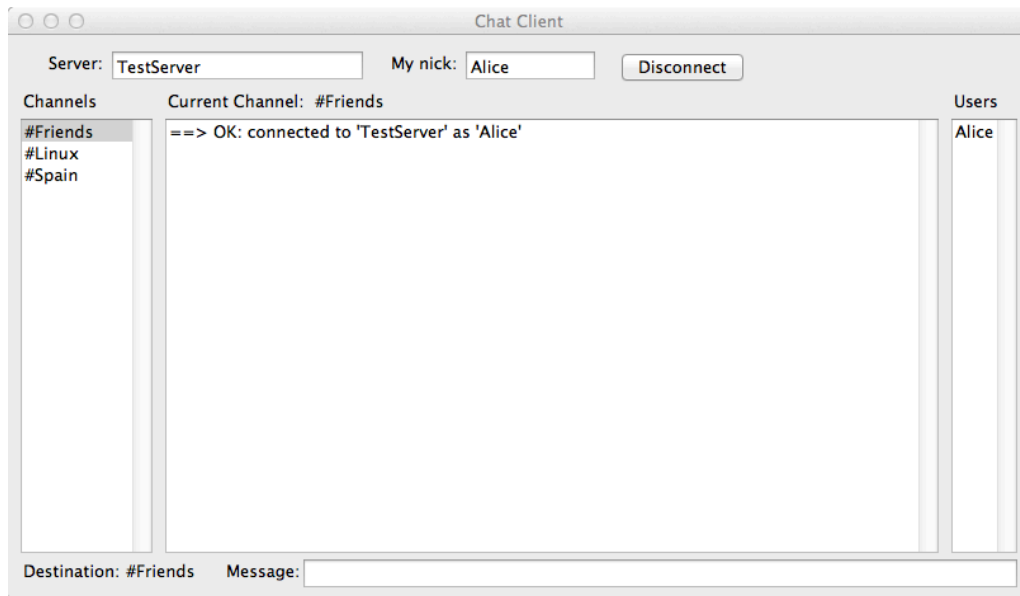 Chat Client
Server: TestServer My nick: Alice Disconnect
Channels Current Channel: #Friends Users
#Friends ==> OK: connected to 'TestServer' as 'Alice' Alice
#Linux
#Spain
Destination: #Friends Message: